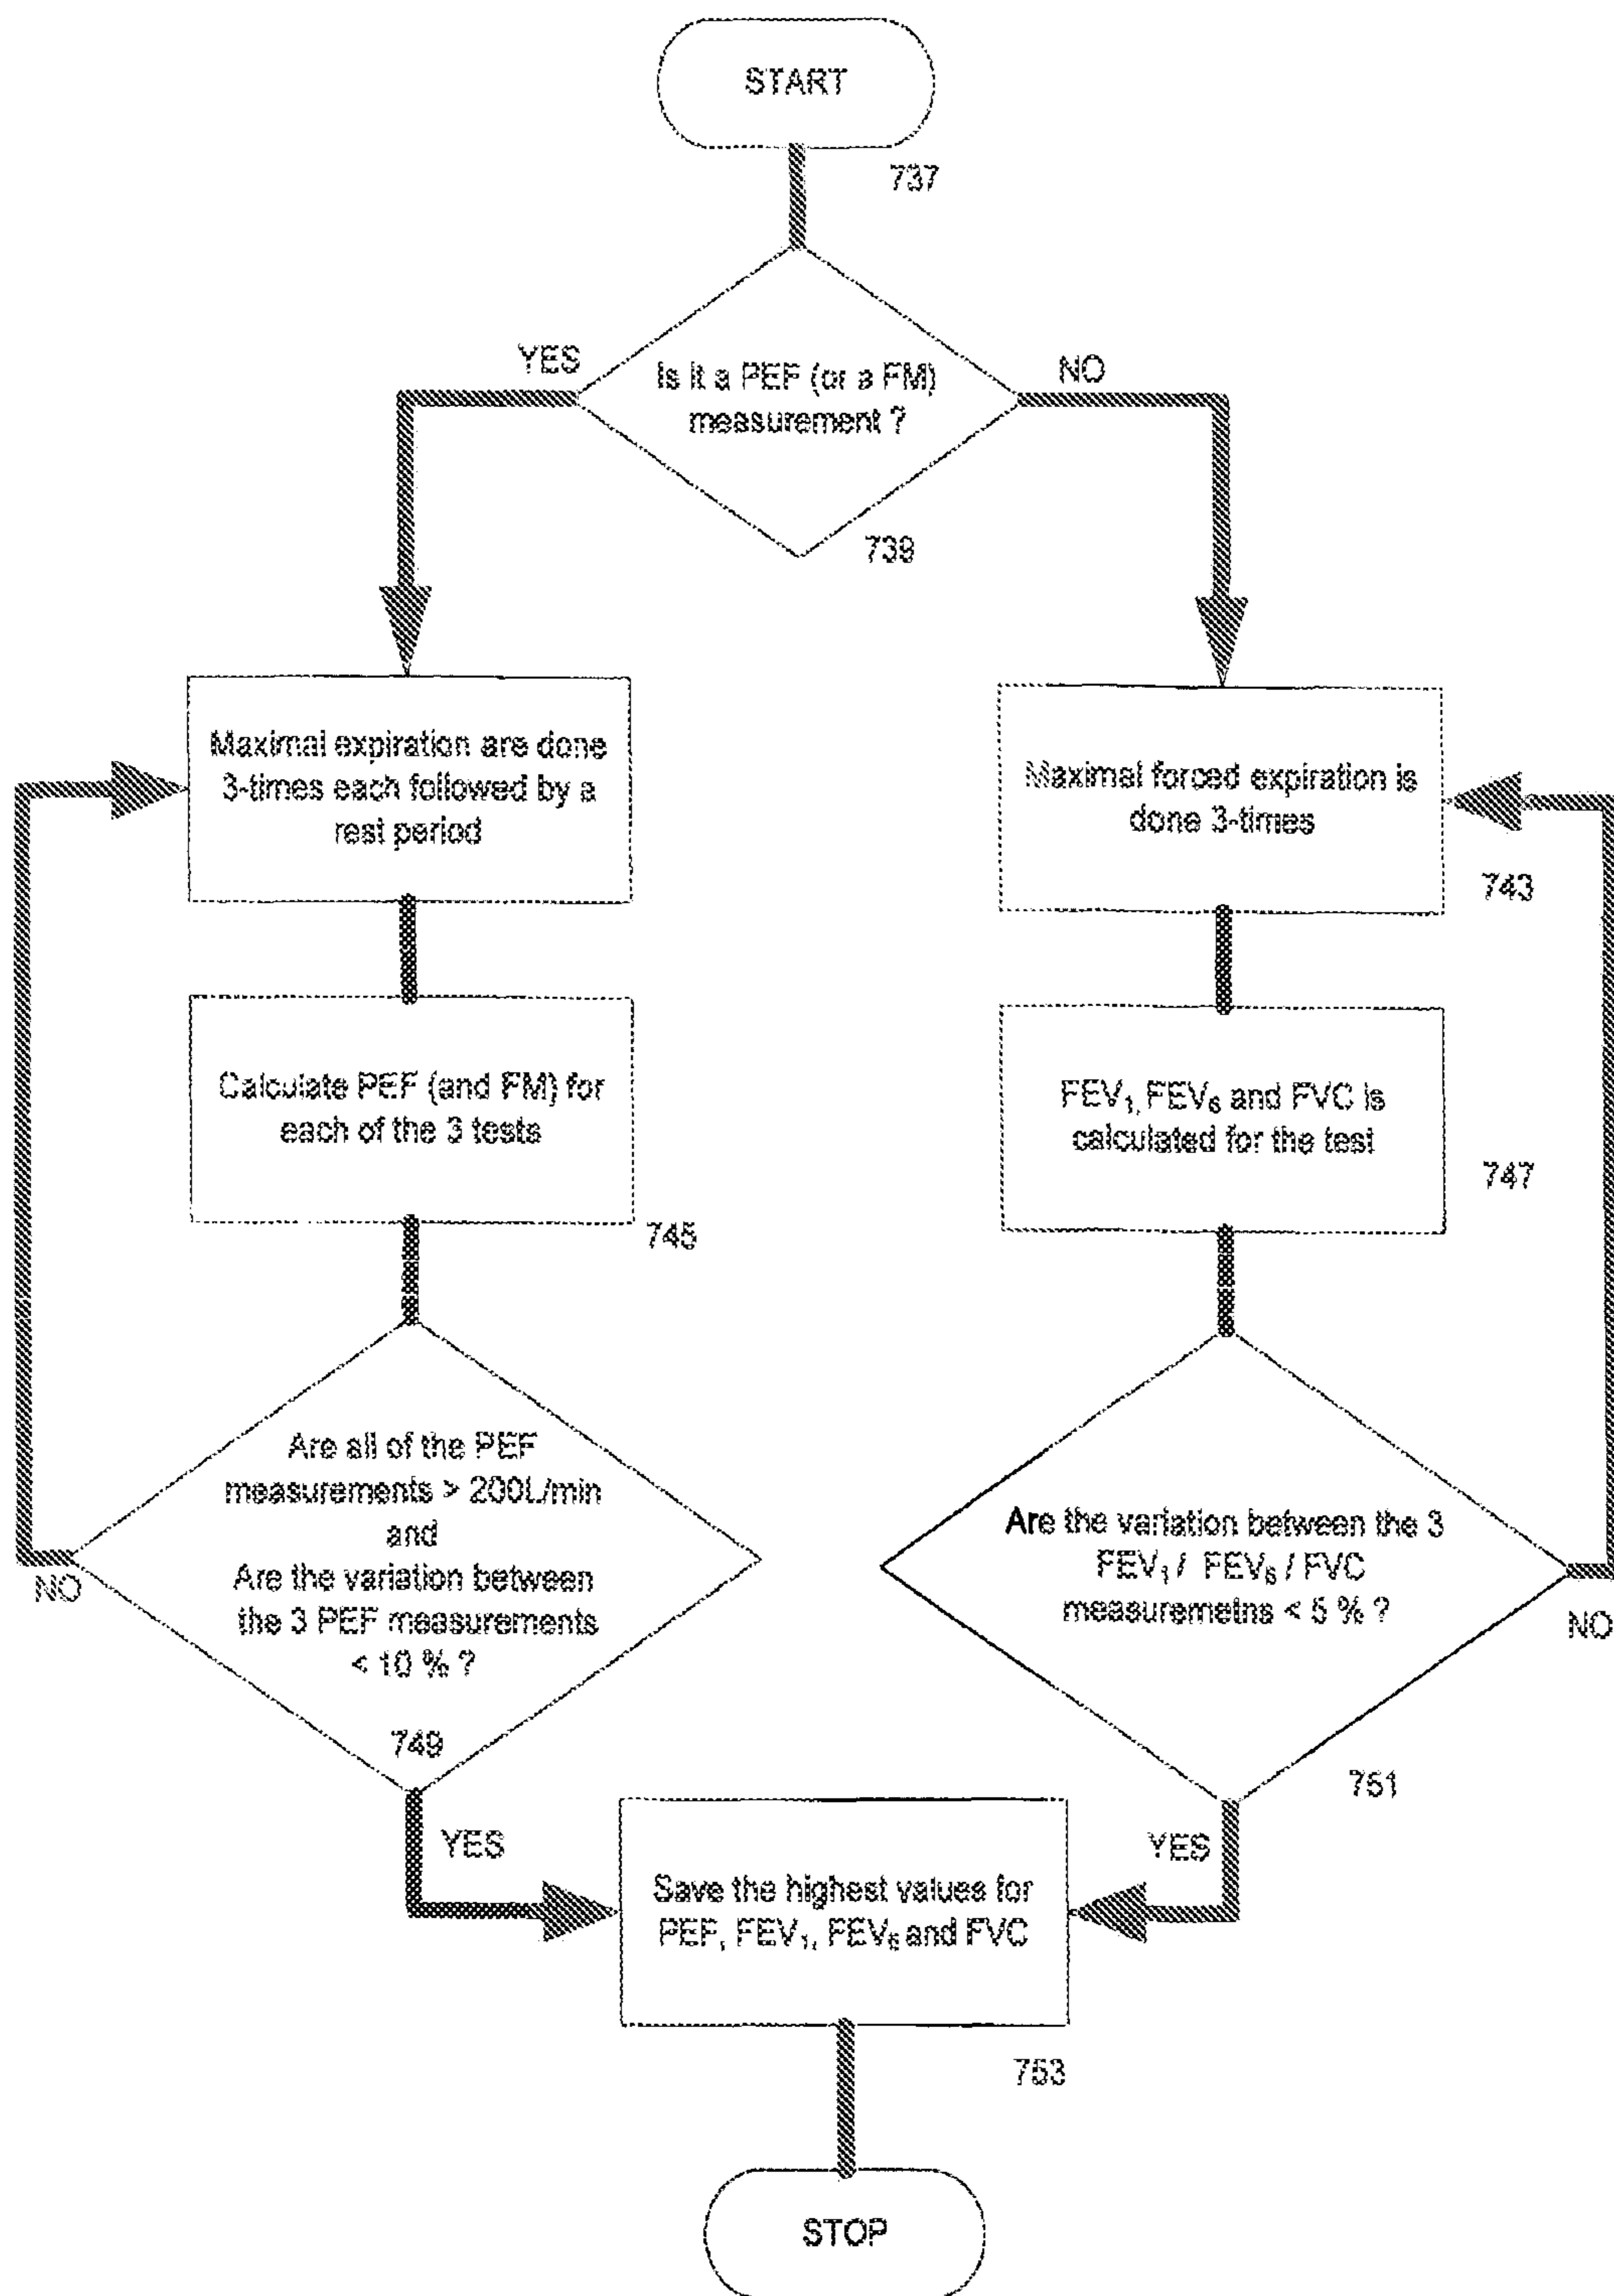 START
737
YES
Is it a PEF (or a FM)
measurement ?
NO
739
Maximal expiration are done
3-times each followed by a
rest period
Maximal forced expiration is
done 3-times
743
Calculate PEF (and FM) for
each of the 3 tests
745
FEV₁, FEV₆ and FVC is
calculated for the test
747
Are all of the PEF
measurements > 200L/min
and
Are the variation between
the 3 PEF measurements
< 10 % ?
749
NO
Are the variation between the 3
FEV₁ / FEV₆ / FVC
measuremetns < 5 % ?
NO
751
YES
YES
Save the highest values for
PEF, FEV₁, FEV₆ and FVC
753
STOP